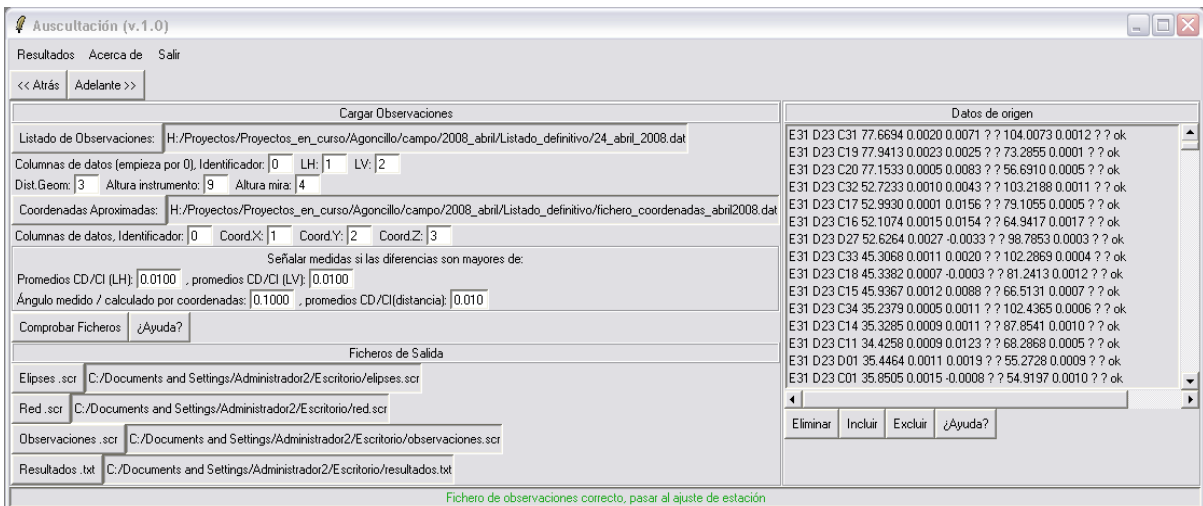 Auscultación (v.1.0)
Resultados Acerca de Salir
<< Atrás Adelante >>
Cargar Observaciones
Listado de Observaciones: H:/Proyectos/Proyectos_en_curso/Agoncillo/campo/2008_abril/Listado_definitivo/24_abril_2008.dat
Columnas de datos (empieza por 0), Identificador: 0 LH: 1 LV: 2
Dist.Geom: 3 Altura instrumento: 9 Altura mira: 4
Coordenadas Aproximadas: H:/Proyectos/Proyectos_en_curso/Agoncillo/campo/2008_abril/Listado_definitivo/fichero_coordenadas_abril2008.dat
Columnas de datos, Identificador: 0 Coord.X: 1 Coord.Y: 2 Coord.Z: 3
Señalar medidas si las diferencias son mayores de:
Promedios CD/CI (LH): 0.0100 , promedios CD/CI (LV): 0.0100
Ángulo medido / calculado por coordenadas: 0.1000 , promedios CD/CI(distancia): 0.010
Comprobar Ficheros ¿Ayuda?
Ficheros de Salida
Elipses .scr C:/Documents and Settings/Administrador2/Escritorio/elipses.scr
Red .scr C:/Documents and Settings/Administrador2/Escritorio/red.scr
Observaciones .scr C:/Documents and Settings/Administrador2/Escritorio/observaciones.scr
Resultados .txt C:/Documents and Settings/Administrador2/Escritorio/resultados.txt
Datos de origen
E31 D23 C31 77.6694 0.0020 0.0071 ? ? 104.0073 0.0012 ? ? ok
E31 D23 C19 77.9413 0.0023 0.0025 ? ? 73.2855 0.0001 ? ? ok
E31 D23 C20 77.1533 0.0005 0.0083 ? ? 56.6910 0.0005 ? ? ok
E31 D23 C32 52.7233 0.0010 0.0043 ? ? 103.2188 0.0011 ? ? ok
E31 D23 C17 52.9930 0.0001 0.0156 ? ? 79.1055 0.0005 ? ? ok
E31 D23 C16 52.1074 0.0015 0.0154 ? ? 64.9417 0.0017 ? ? ok
E31 D23 D27 52.6264 0.0027 -0.0033 ? ? 98.7853 0.0003 ? ? ok
E31 D23 C33 45.3068 0.0011 0.0020 ? ? 102.2869 0.0004 ? ? ok
E31 D23 C18 45.3382 0.0007 -0.0003 ? ? 81.2413 0.0012 ? ? ok
E31 D23 C15 45.9367 0.0012 0.0088 ? ? 66.5131 0.0007 ? ? ok
E31 D23 C34 35.2379 0.0005 0.0011 ? ? 102.4365 0.0006 ? ? ok
E31 D23 C14 35.3285 0.0009 0.0011 ? ? 87.8541 0.0010 ? ? ok
E31 D23 C11 34.4258 0.0009 0.0123 ? ? 68.2868 0.0005 ? ? ok
E31 D23 D01 35.4464 0.0011 0.0019 ? ? 55.2728 0.0009 ? ? ok
E31 D23 C01 35.8505 0.0015 -0.0008 ? ? 54.9197 0.0010 ? ? ok
Eliminar Incluir Excluir ¿Ayuda?
Fichero de observaciones correcto, pasar al ajuste de estación